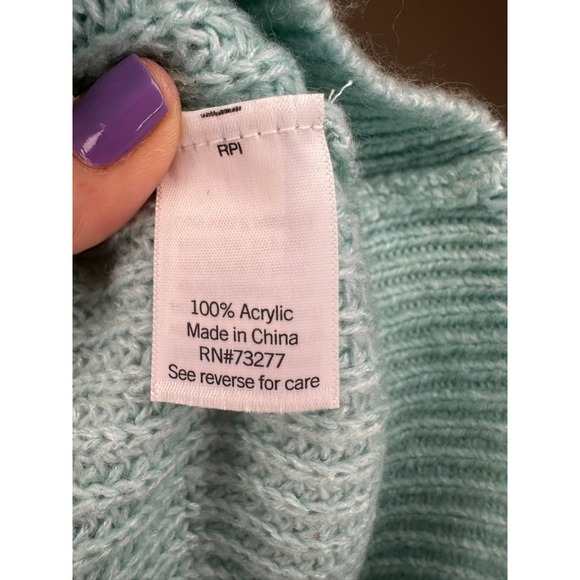 RPI
100% Acrylic
Made in China
RN#73277
See reverse for care